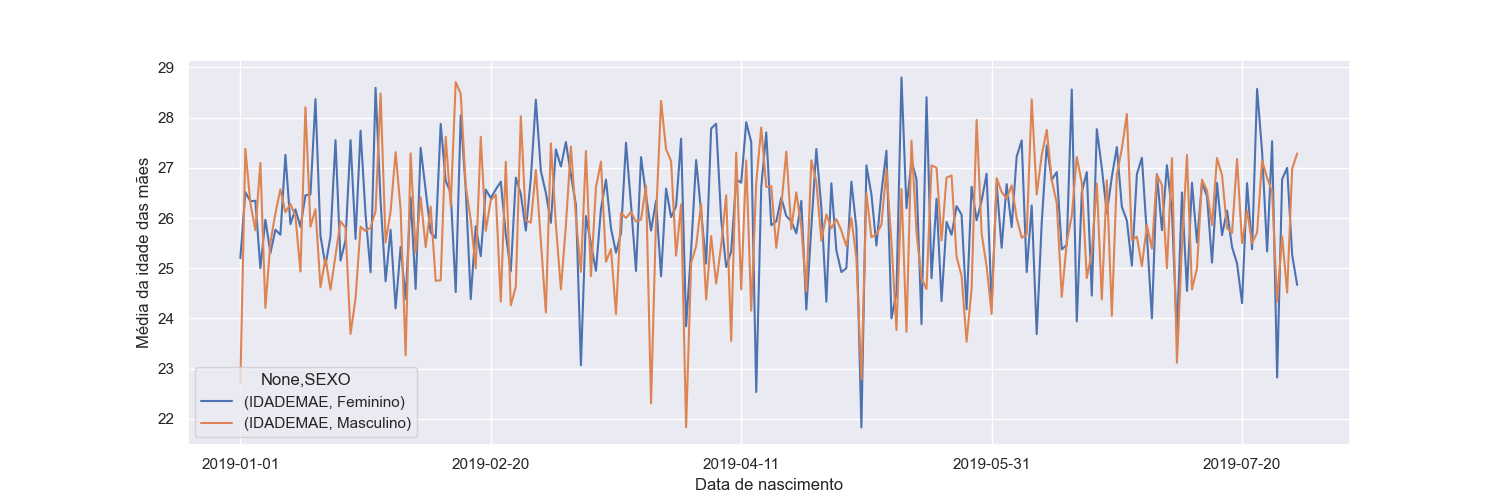 29
28
27
26
25
24
23
22
Média da idade das mães
None,SEXO
(IDADEMAE, Feminino)
(IDADEMAE, Masculino)
2019-01-01
2019-02-20
2019-04-11
2019-05-31
2019-07-20
Data de nascimento